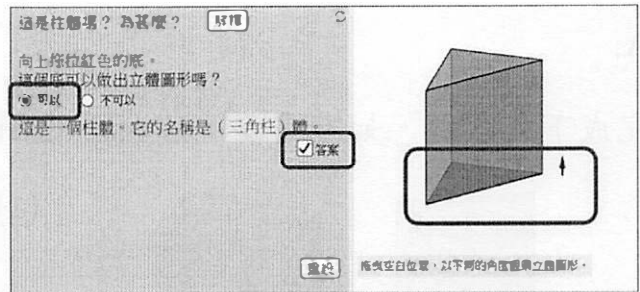 這是柱體嗎？為甚麼？ 解釋
向上拖拉紅色的底。
這個底可以做出立體圖形嗎？
可以 不可以
這是一個柱體。它的名稱是（三角柱）體。
答案
重設 拖曳空白位置，以不同的角度觀察立體圖形。